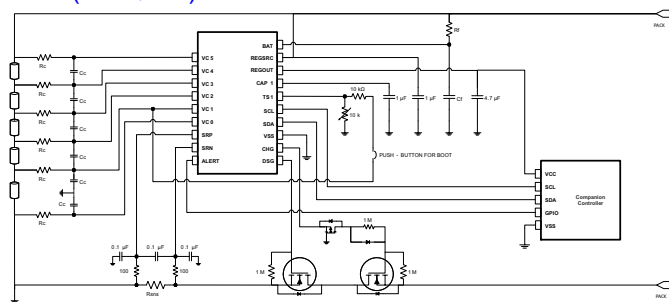 PACK
Rf
BAT
REGSRC
REGOUT
CAP 1
TS1
SCL
SDA
VSS
CHG
DSG
VC 5
VC 4
VC 3
VC 2
VC 1
VC 0
SRP
SRN
ALERT
Rc
Rc
Rc
Rc
Rc
Rc
Cc
Cc
Cc
Cc
Cc
10 kΩ
10 k
1 µF
1 µF
Cf
4.7 µF
PUSH - BUTTON FOR BOOT
VCC
SCL
SDA
GPIO
VSS
Companion
Controller
1 M
0.1 µF
0.1 µF
0.1 µF
100
100
Rsns
1 M
1 M
PACK